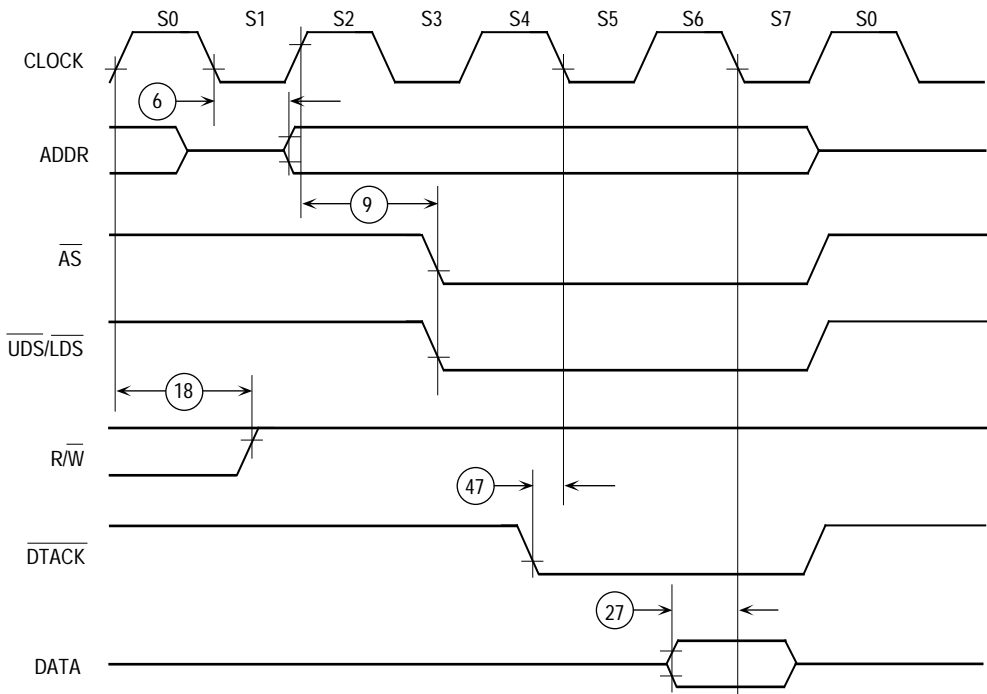 S0 S1 S2 S3 S4 S5 S6 S7 S0
CLOCK
6
ADDR
9
AS
UDS/LDS
18
R/W
47
DTACK
27
DATA